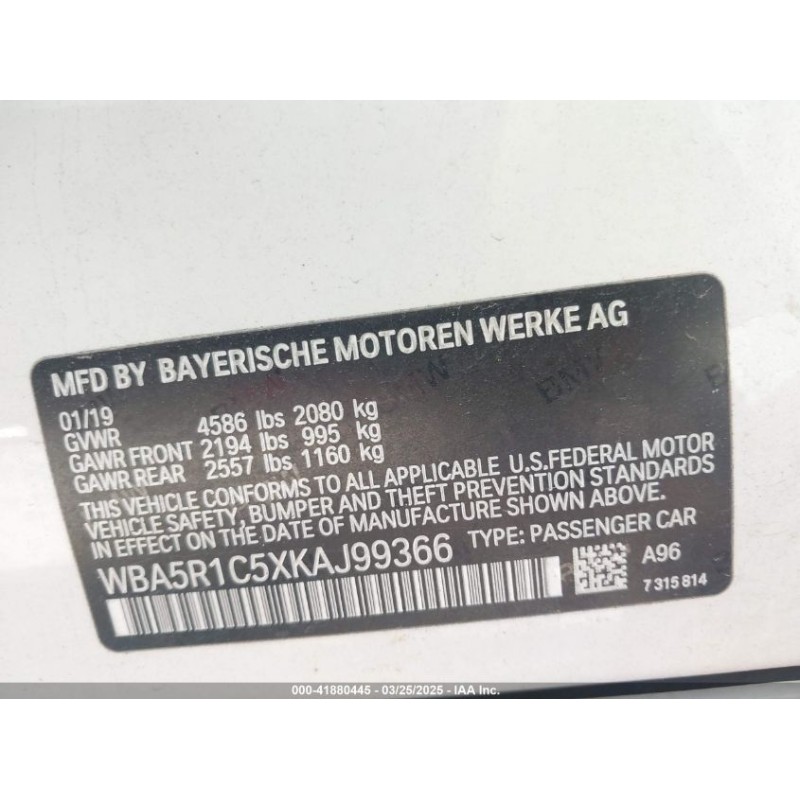 MFD BY BAYERISCHE MOTOREN WERKE AG
01/19
GVWR 4586 lbs 2080 kg
GAWR FRONT 2194 lbs 995 kg
GAWR REAR 2557 lbs 1160 kg
THIS VEHICLE CONFORMS TO ALL APPLICABLE U.S.FEDERAL MOTOR
VEHICLE SAFETY, BUMPER AND THEFT PREVENTION STANDARDS
IN EFFECT ON THE DATE OF MANUFACTURE SHOWN ABOVE.
WBA5R1C5XKAJ99366 TYPE: PASSENGER CAR
A96
7 315 814
000-41880445 - 03/25/2025 - IAA Inc.